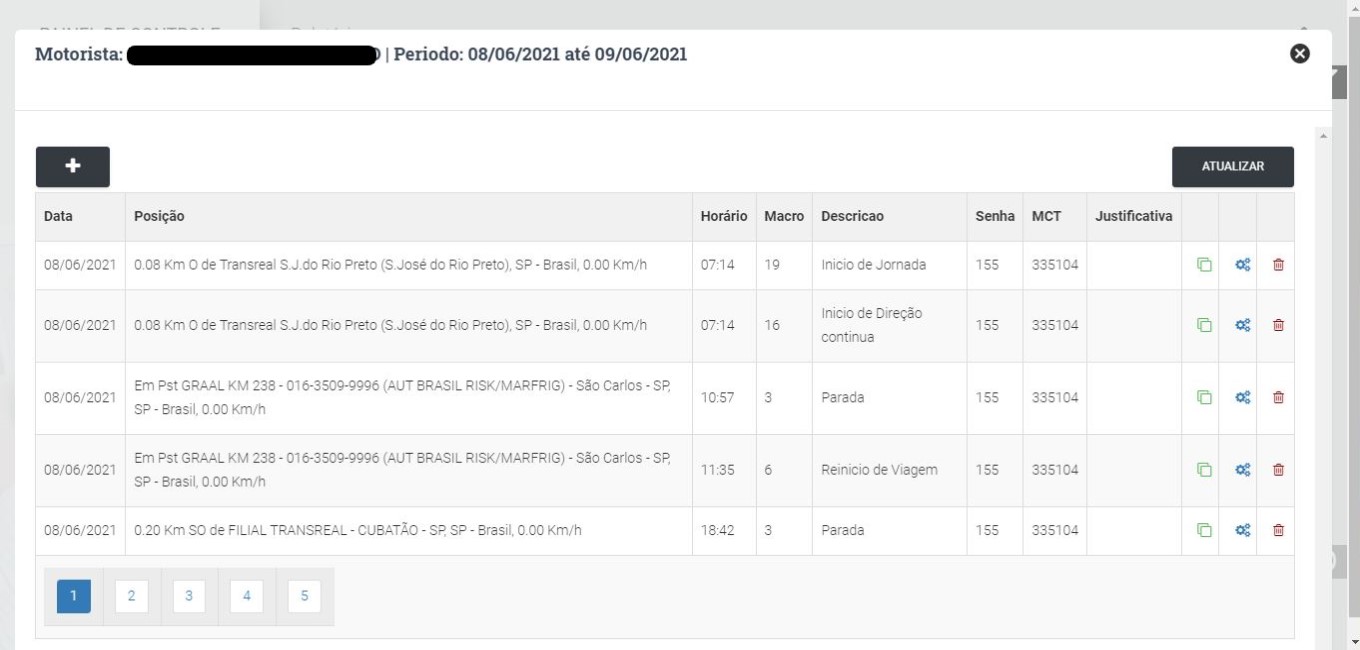 Motorista: | Periodo: 08/06/2021 até 09/06/2021
ATUALIZAR
Data Posição Horário Macro Descricao Senha MCT Justificativa
08/06/2021 0.08 Km O de Transreal S.J.do Rio Preto (S.José do Rio Preto), SP - Brasil, 0.00 Km/h 07:14 19 Inicio de Jornada 155 335104
08/06/2021 0.08 Km O de Transreal S.J.do Rio Preto (S.José do Rio Preto), SP - Brasil, 0.00 Km/h 07:14 16 Inicio de Direção
continua 155 335104
08/06/2021 Em Pst GRAAL KM 238 - 016-3509-9996 (AUT BRASIL RISK/MARFRIG) - São Carlos - SP,
SP - Brasil, 0.00 Km/h 10:57 3 Parada 155 335104
08/06/2021 Em Pst GRAAL KM 238 - 016-3509-9996 (AUT BRASIL RISK/MARFRIG) - São Carlos - SP,
SP - Brasil, 0.00 Km/h 11:35 6 Reinicio de Viagem 155 335104
08/06/2021 0.20 Km SO de FILIAL TRANSREAL - CUBATÃO - SP, SP - Brasil, 0.00 Km/h 18:42 3 Parada 155 335104
1 2 3 4 5